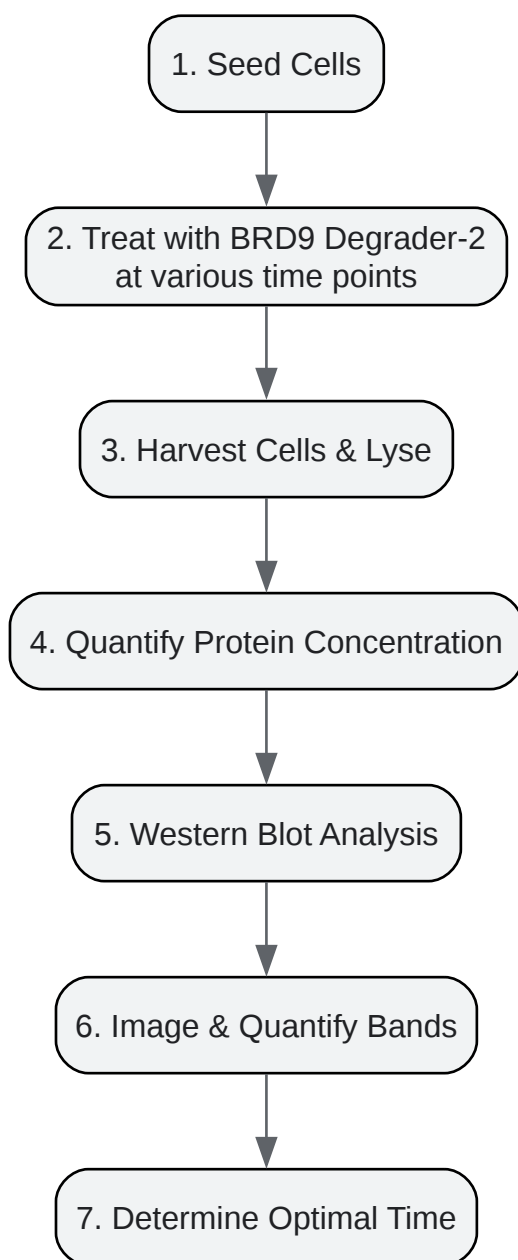 1. Seed Cells
2. Treat with BRD9 Degrader-2
at various time points
3. Harvest Cells & Lyse
4. Quantify Protein Concentration
5. Western Blot Analysis
6. Image & Quantify Bands
7. Determine Optimal Time